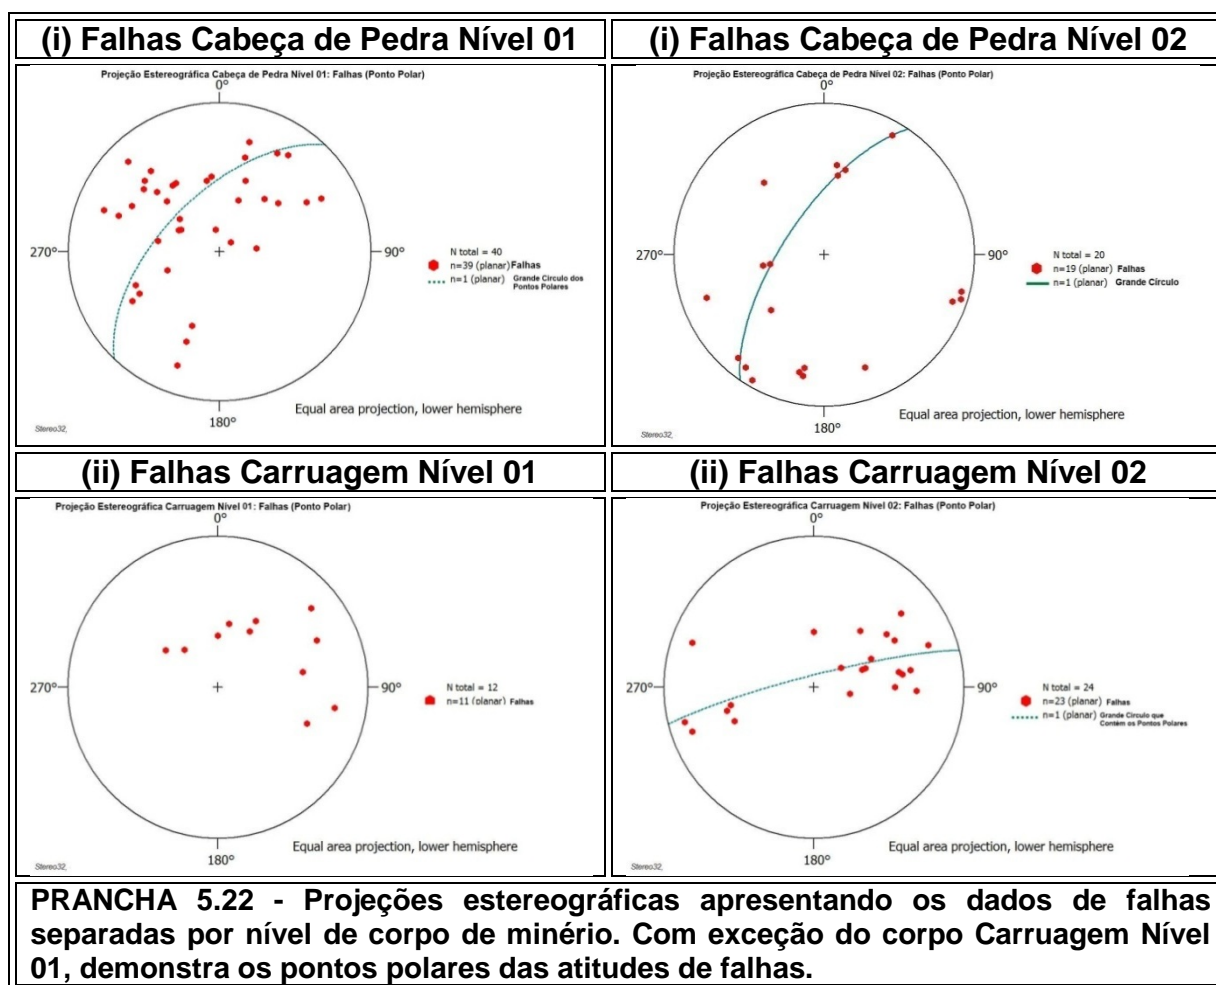 (i) Falhas Cabeça de Pedra Nível 01
(i) Falhas Cabeça de Pedra Nível 02
Projeção Estereográfica Cabeça de Pedra Nível 01: Falhas (Ponto Polar)
0°
270°
90°
180°
N total = 40
n=39 (planar) Falhas
n=1 (planar) Grande Circulo dos
Pontos Polares
Equal area projection, lower hemisphere
Stereo32,
Projeção Estereográfica Cabeça de Pedra Nível 02: Falhas (Ponto Polar)
0°
270°
90°
180°
N total = 20
n=19 (planar) Falhas
n=1 (planar) Grande Círculo
Equal area projection, lower hemisphere
Stereo32,
(ii) Falhas Carruagem Nível 01
(ii) Falhas Carruagem Nível 02
Projeção Estereográfica Carruagem Nível 01: Falhas (Ponto Polar)
0°
270°
90°
180°
N total = 12
n=11 (planar) Falhas
Equal area projection, lower hemisphere
Stereo32,
Projeção Estereográfica Carruagem Nível 02: Falhas (Ponto Polar)
0°
270°
90°
180°
N total = 24
n=23 (planar) Falhas
n=1 (planar) Grande Circulo que
Contém os Pontos Polares
Equal area projection, lower hemisphere
Stereo32,
PRANCHA 5.22 - Projeções estereográficas apresentando os dados de falhas
separadas por nível de corpo de minério. Com exceção do corpo Carruagem Nível
01, demonstra os pontos polares das atitudes de falhas.